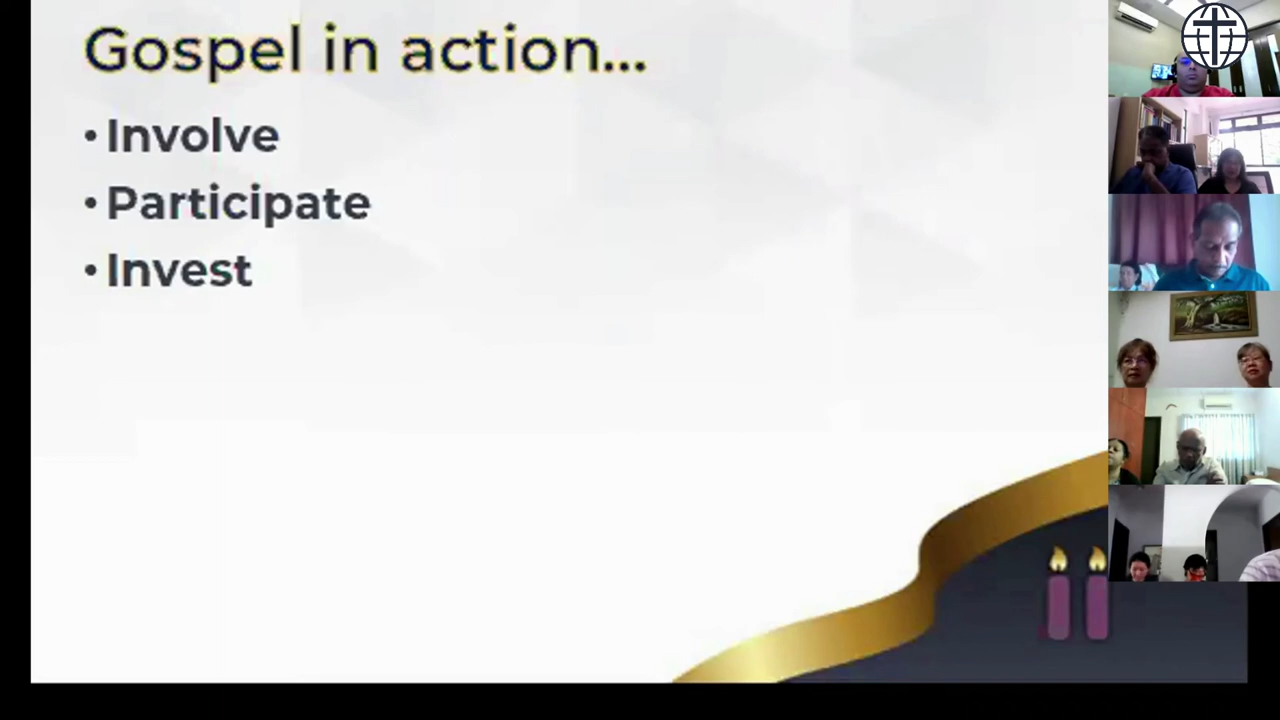 Gospel in action...
• Involve
• Participate
• Invest